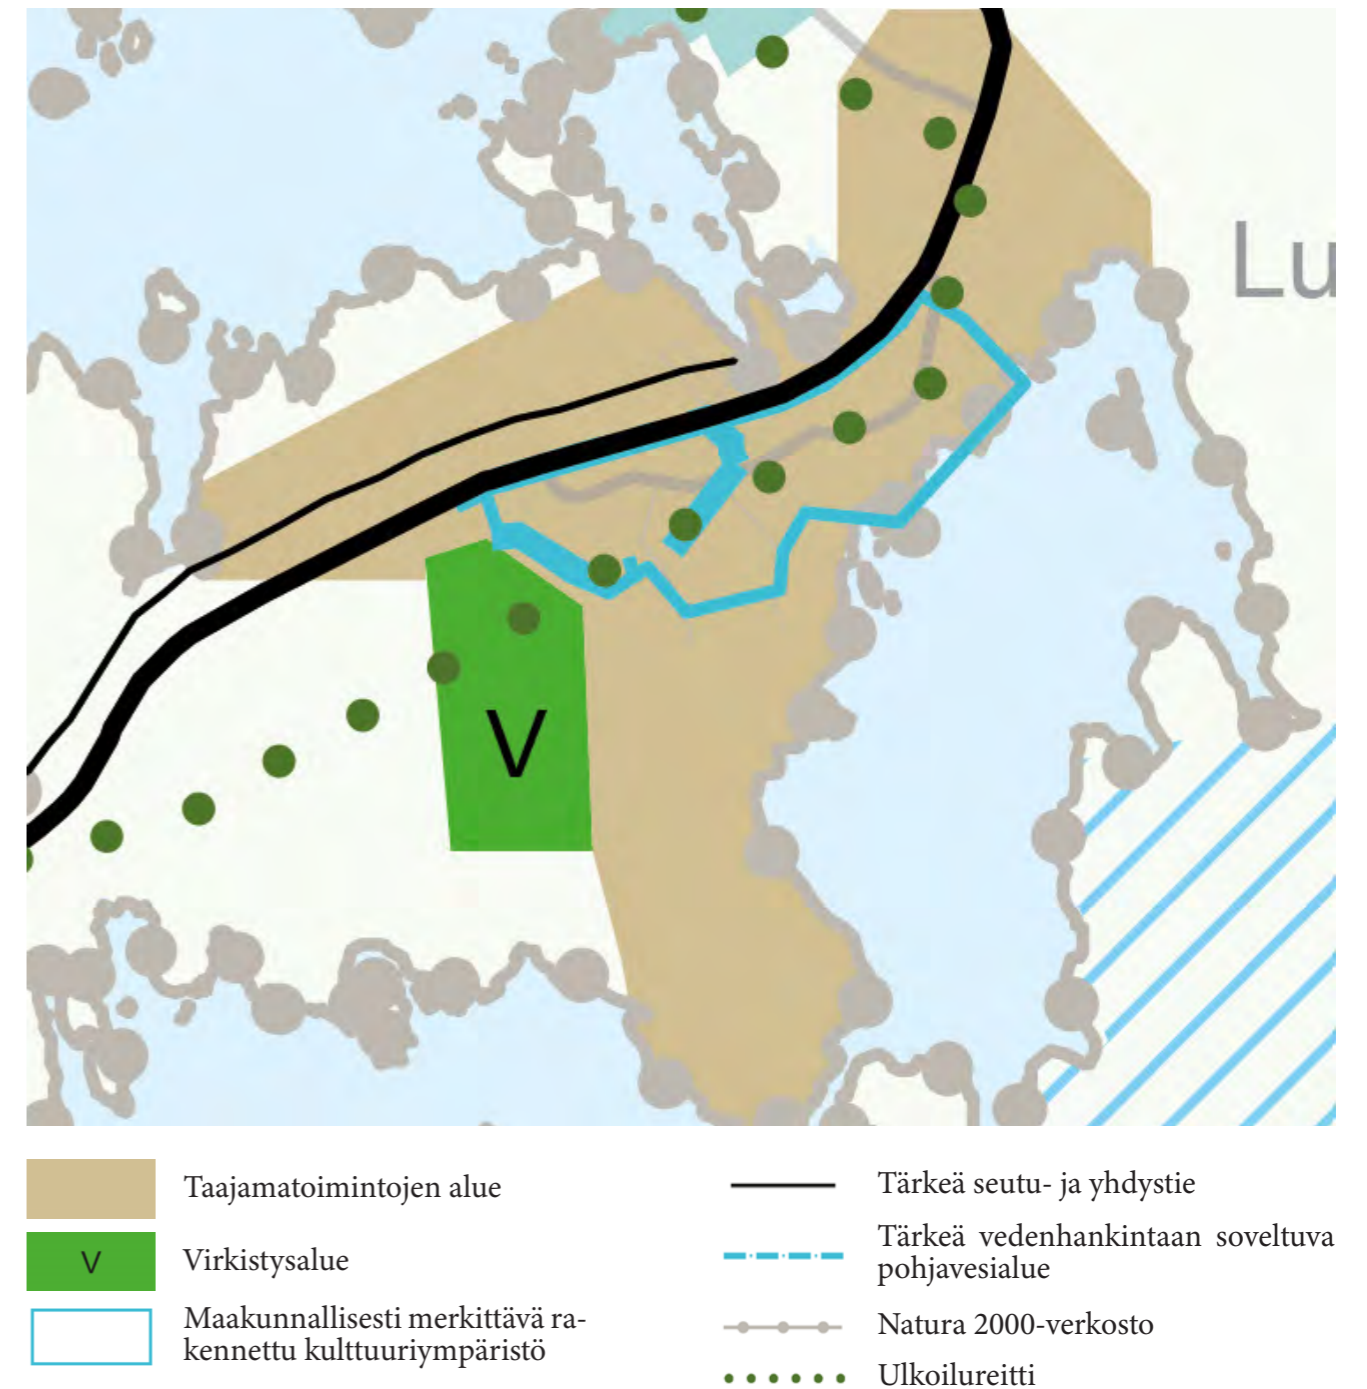 Lu
V
Taajamatoimintojen alue
V
Virkistysalue
Maakunnallisesti merkittävä ra-
kennettu kulttuuriympäristö
Tärkeä seutu- ja yhdystie
Tärkeä vedenhankintaan soveltuva
pohjavesialue
Natura 2000-verkosto
Ulkoilureitti